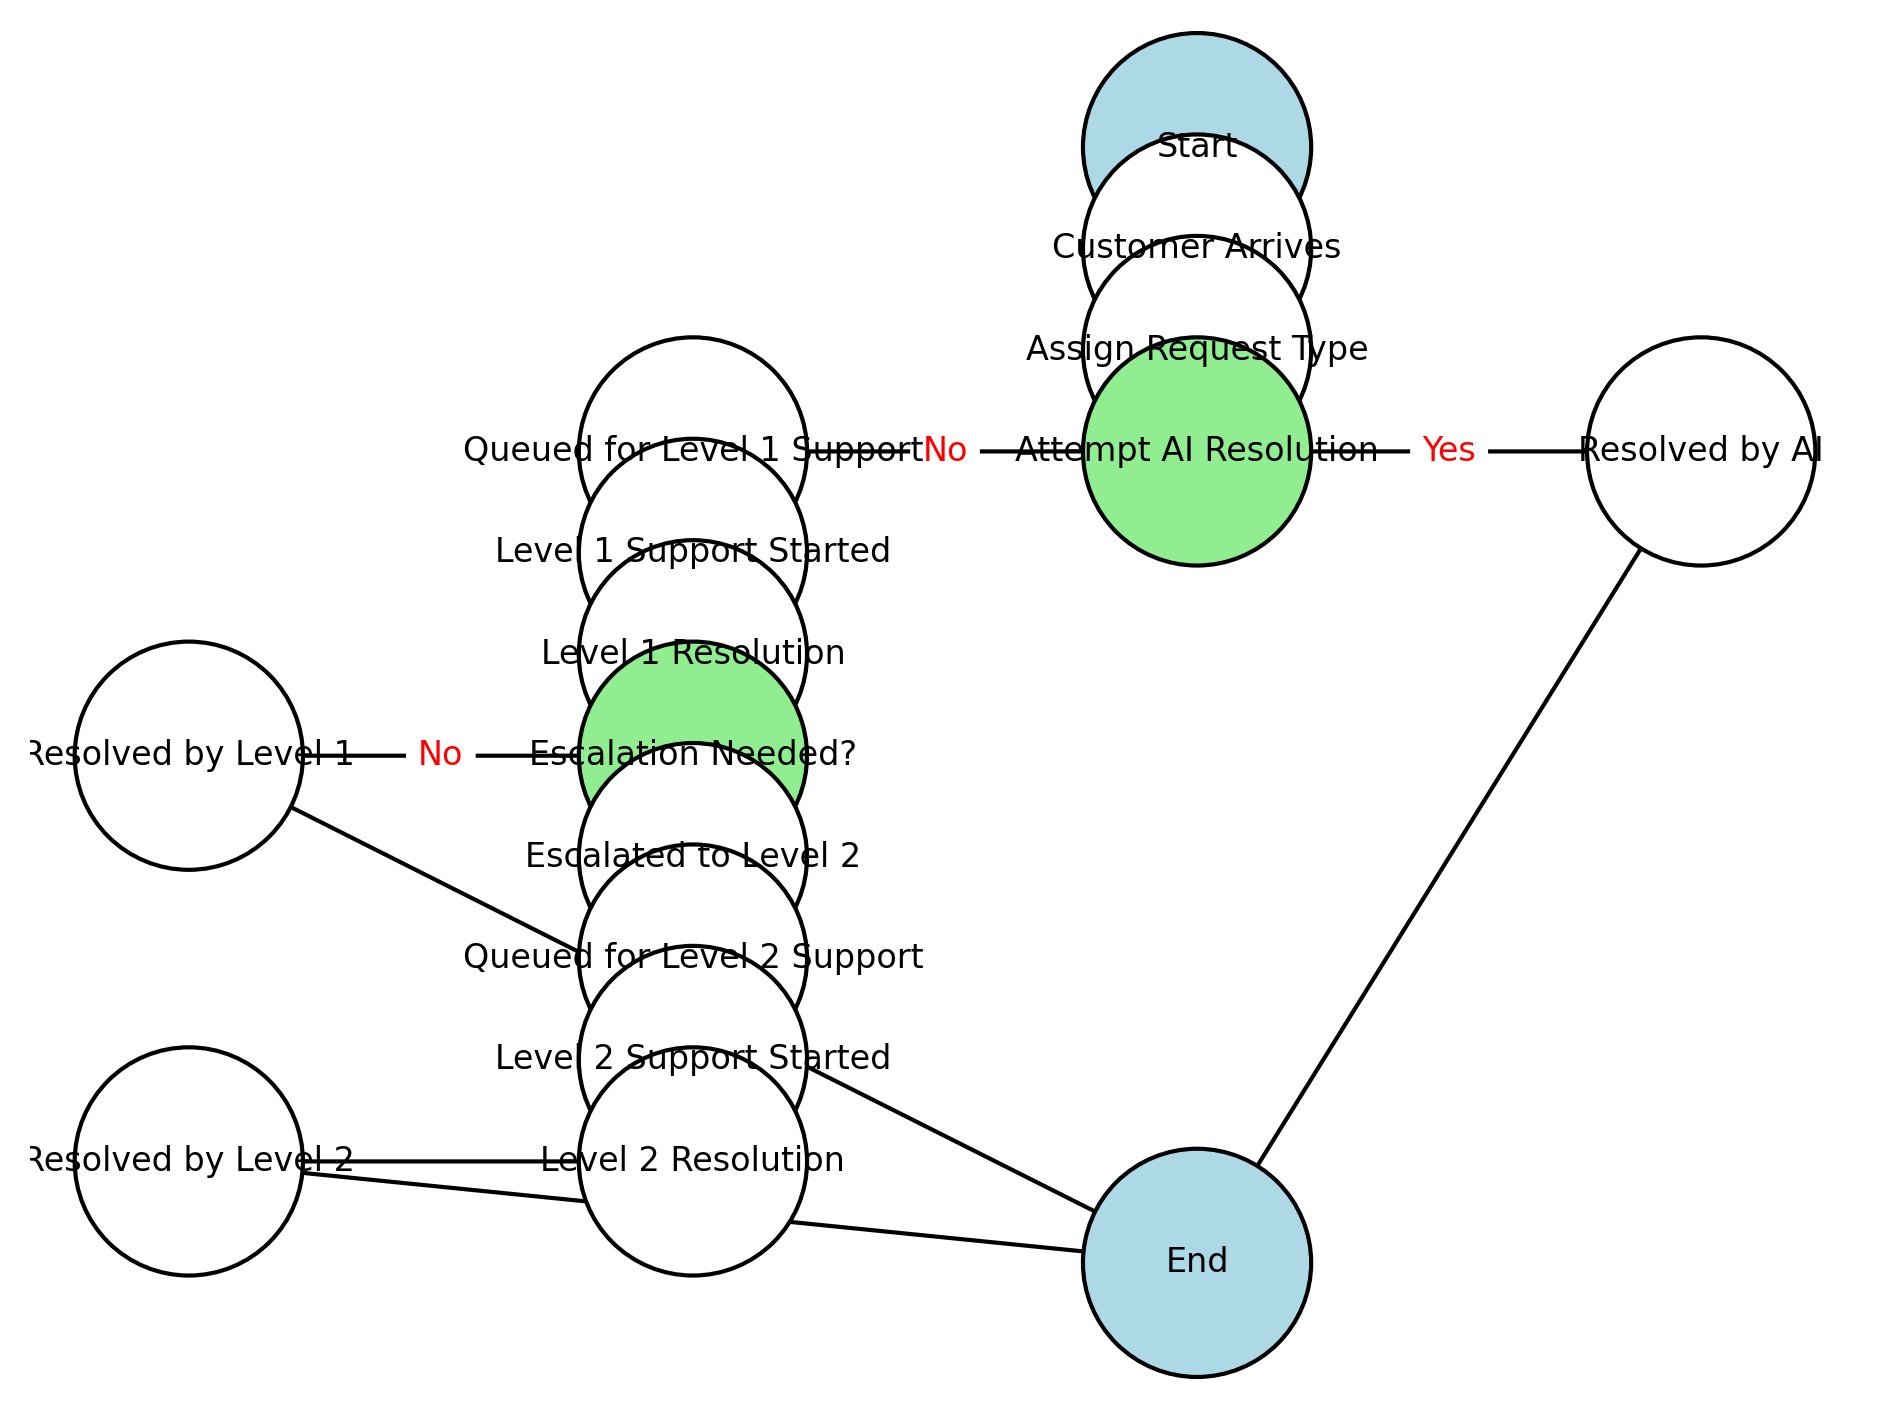 Start
Customer Arrives
Assign Request Type
Queued for Level 1 Support
No
Attempt AI Resolution
Yes
Resolved by AI
Level 1 Support Started
Level 1 Resolution
Resolved by Level 1
No
Escalation Needed?
Escalated to Level 2
Queued for Level 2 Support
Level 2 Support Started
Resolved by Level 2
Level 2 Resolution
End